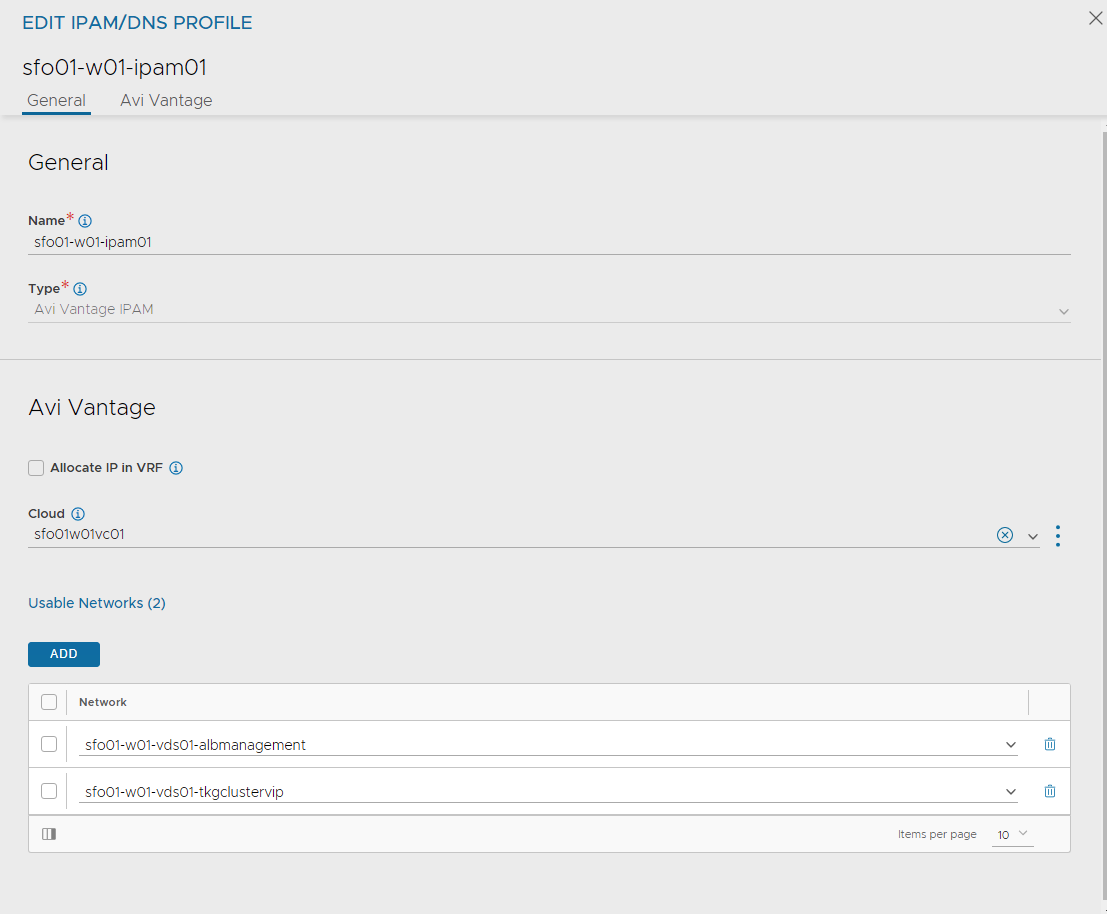 EDIT IPAM/DNS PROFILE
sfo01-w01-ipam01
General Avi Vantage
General
Name*
sfo01-w01-ipam01
Type*
Avi Vantage IPAM
Avi Vantage
Allocate IP in VRF
Cloud
sfo01w01vc01
Usable Networks (2)
ADD
Network
sfo01-w01-vds01-albmanagement
sfo01-w01-vds01-tkgclustervip
Items per page 10